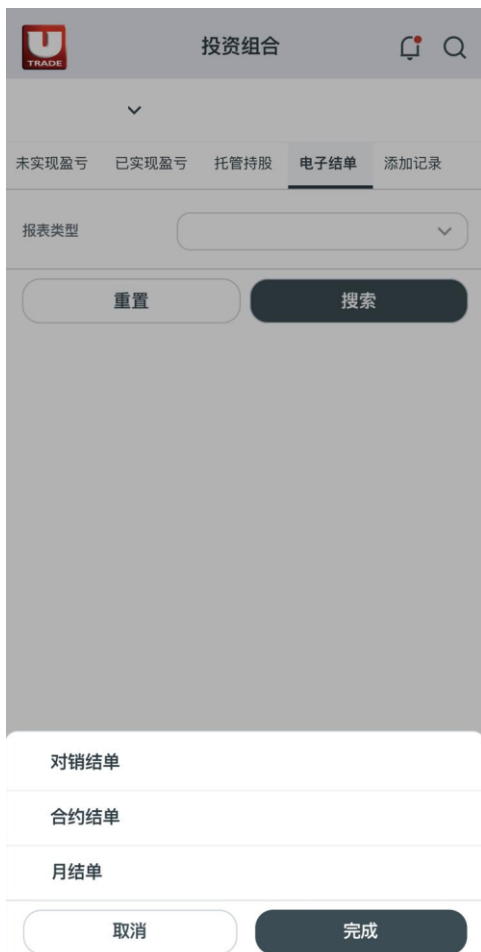 U
TRADE
投资组合
未实现盈亏 已实现盈亏 托管持股 电子结单 添加记录
报表类型
重置 搜索
对销结单
合约结单
月结单
取消 完成